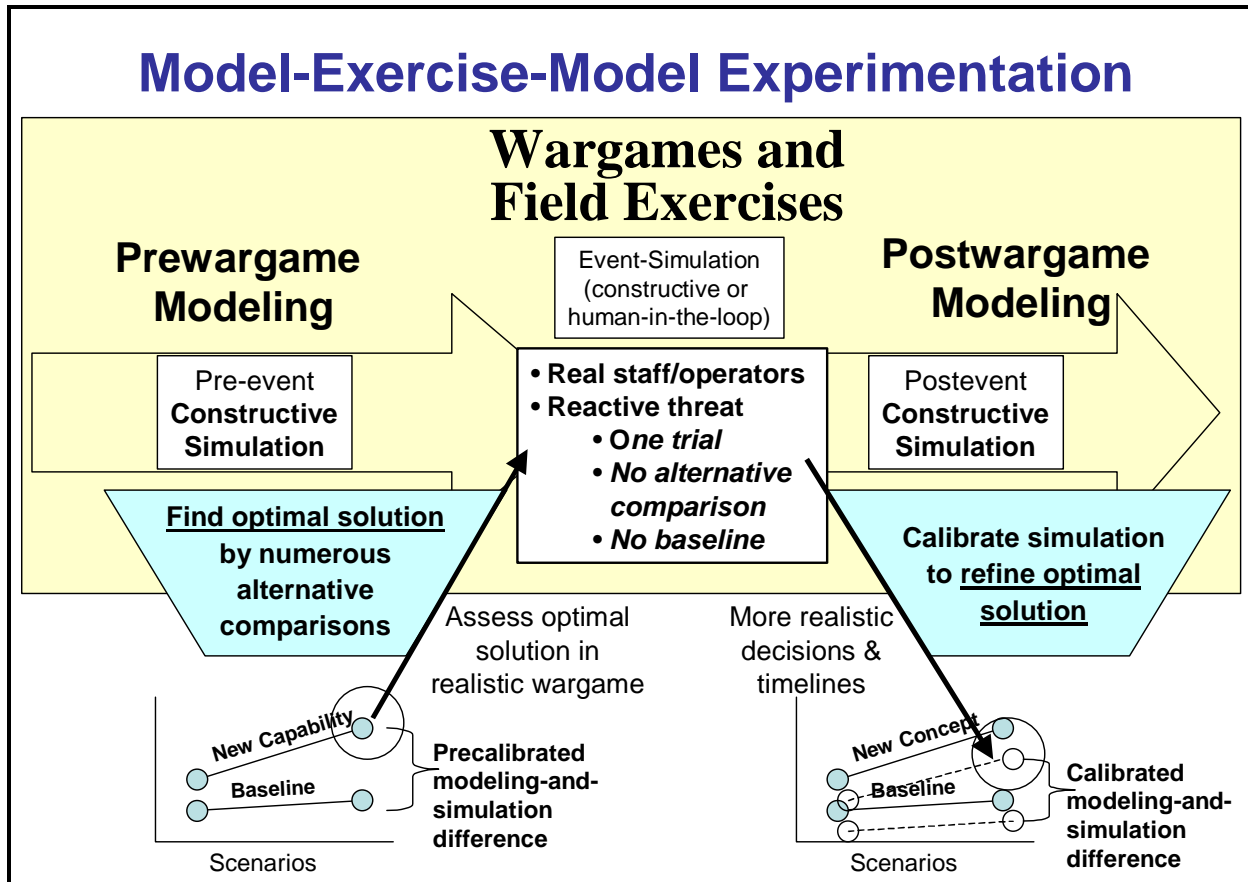 Model-Exercise-Model Experimentation
Wargames and
Field Exercises
Prewargame
Modeling
Event-Simulation
(constructive or
human-in-the-loop)
Postwargame
Modeling
Pre-event
Constructive
Simulation
• Real staff/operators
• Reactive threat
• One trial
• No alternative
comparison
• No baseline
Postevent
Constructive
Simulation
Find optimal solution
by numerous
alternative
comparisons
Calibrate simulation
to refine optimal
solution
Assess optimal
solution in
realistic wargame
More realistic
decisions &
timelines
New Capability
Baseline
Precalibrated
modeling-and-
simulation
difference
Scenarios
New Concept
Baseline
Calibrated
modeling-and-
simulation
difference
Scenarios